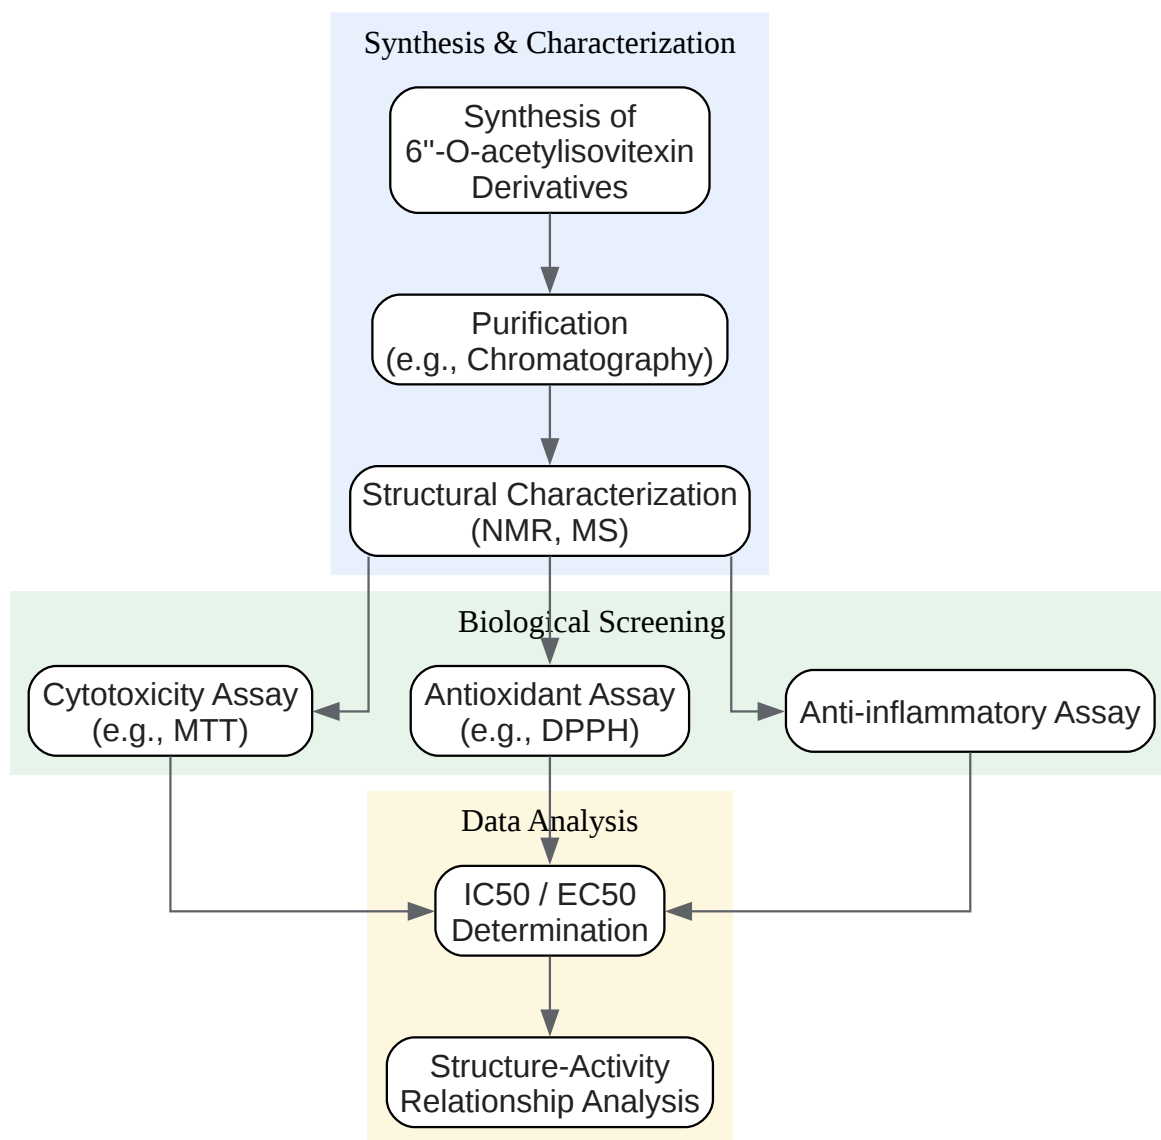 Synthesis & Characterization
Synthesis of
6"-O-acetylisovitexin
Derivatives
Purification
(e.g., Chromatography)
Structural Characterization
(NMR, MS)
Biological Screening
Cytotoxicity Assay
(e.g., MTT)
Antioxidant Assay
(e.g., DPPH)
Anti-inflammatory Assay
Data Analysis
IC50 / EC50
Determination
Structure-Activity
Relationship Analysis